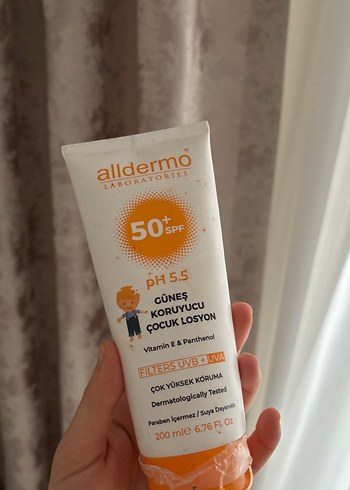 alldermo
LABORATORIES
50+ SPF
pH 5.5
GÜNEŞ
KORUYUCU
ÇOCUK LOSYON
Vitamin E & Panthenol
FILTERS UVB + UVA
ÇOK YÜKSEK KORUMA
Dermatologically Tested
Paraben İçermez / Suya Dayanıklı
200 ml ℮ 6.76 Fl. Oz